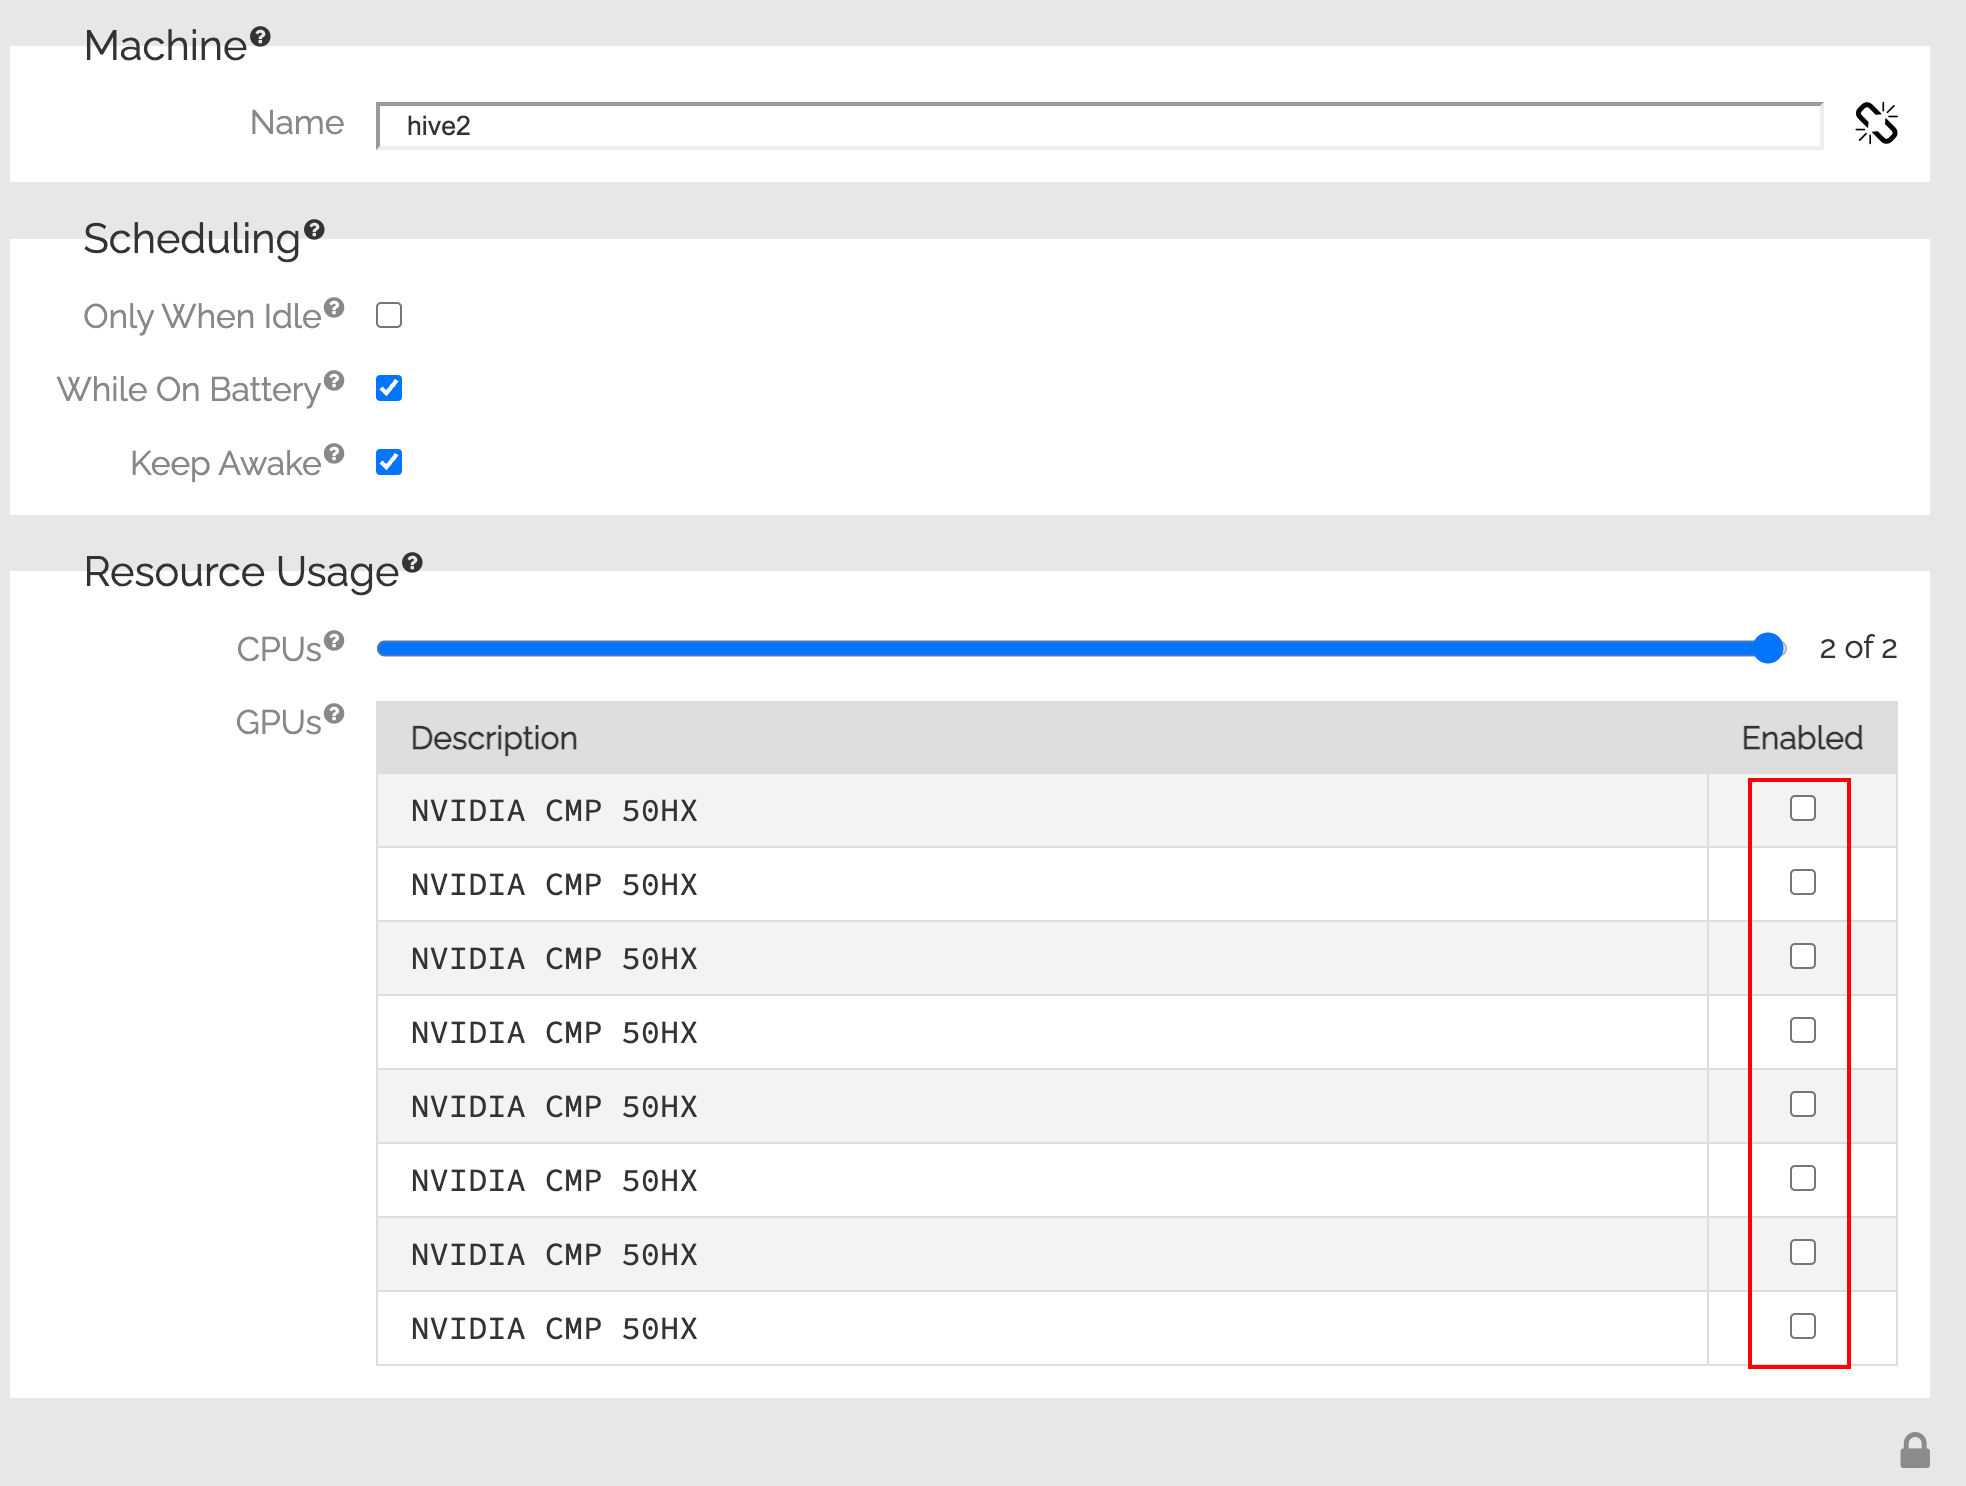 Machine
Name hive2
Scheduling
Only When Idle
While On Battery
Keep Awake
Resource Usage
CPUs 2 of 2
GPUs Description Enabled
NVIDIA CMP 50HX
NVIDIA CMP 50HX
NVIDIA CMP 50HX
NVIDIA CMP 50HX
NVIDIA CMP 50HX
NVIDIA CMP 50HX
NVIDIA CMP 50HX
NVIDIA CMP 50HX